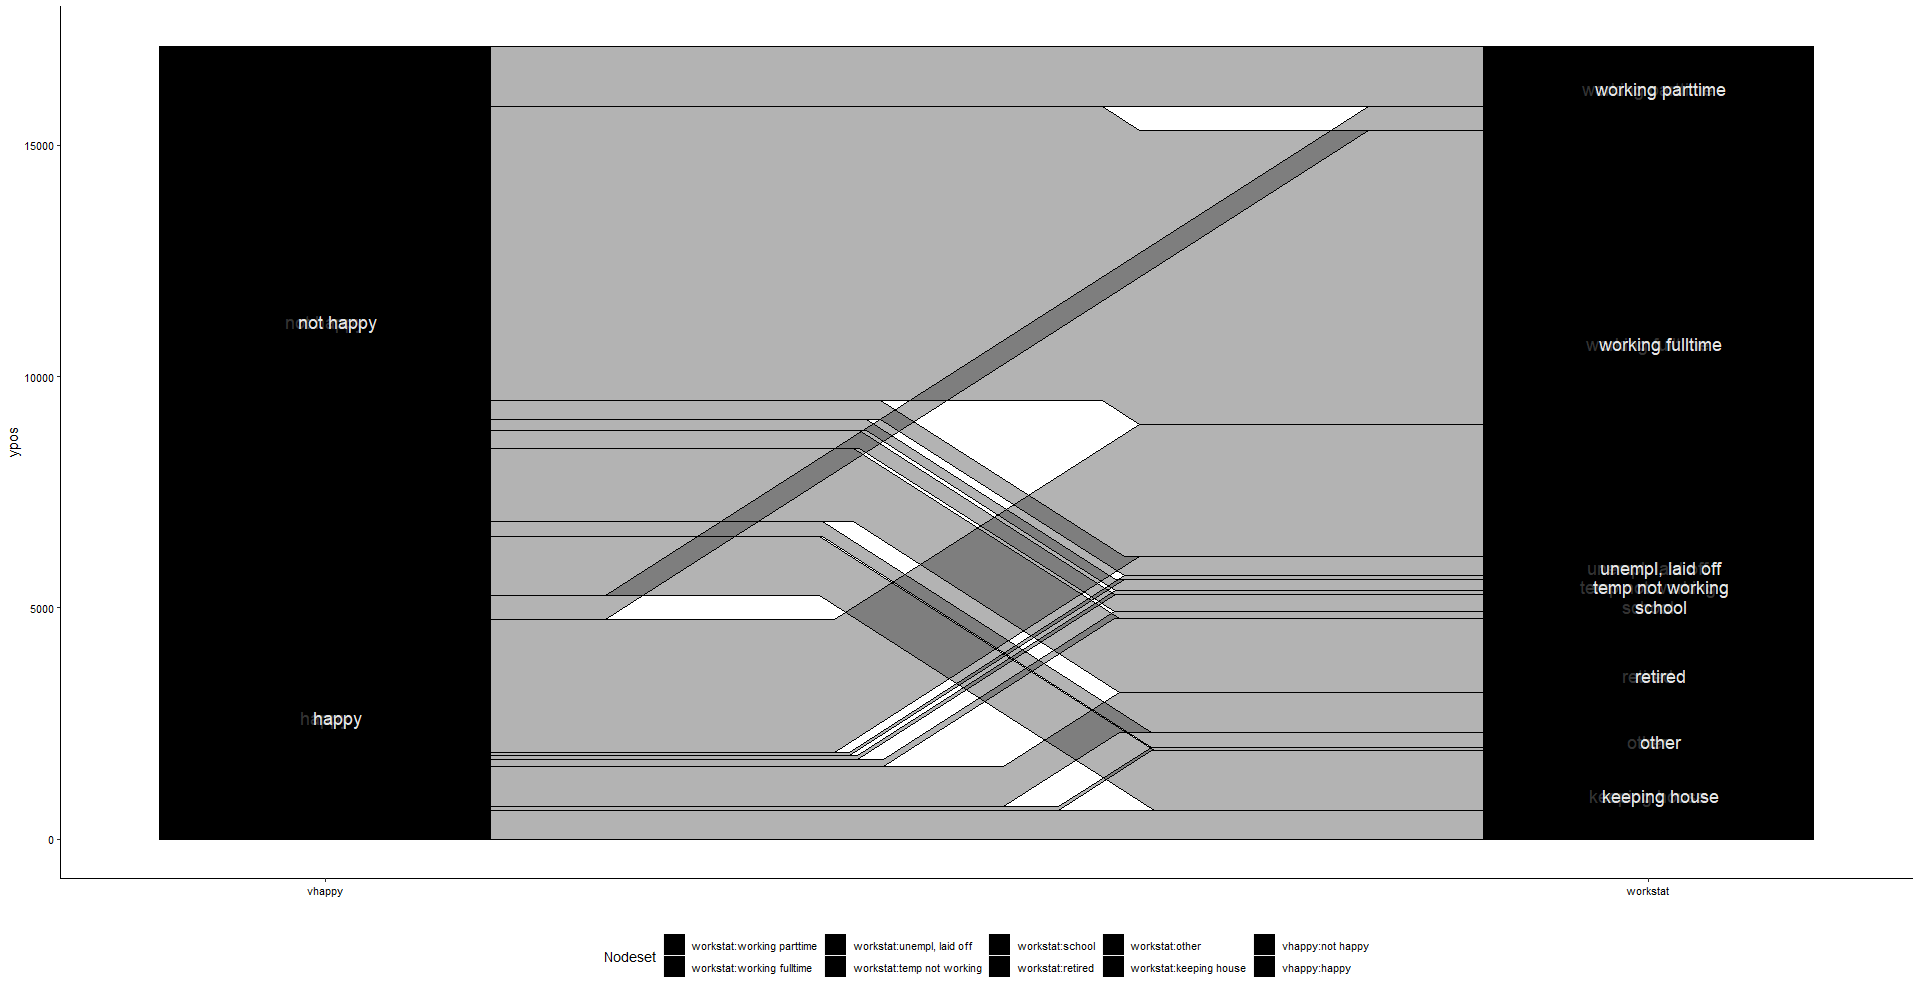 working parttime
15000
not happy
working fulltime
10000
ypos
unempl, laid off
temp not working
school
5000
retired
happy
other
keeping house
0
vhappy
workstat
Nodeset
workstat:working parttime
workstat:unempl, laid off
workstat:school
workstat:other
vhappy:not happy
workstat:working fulltime
workstat:temp not working
workstat:retired
workstat:keeping house
vhappy:happy